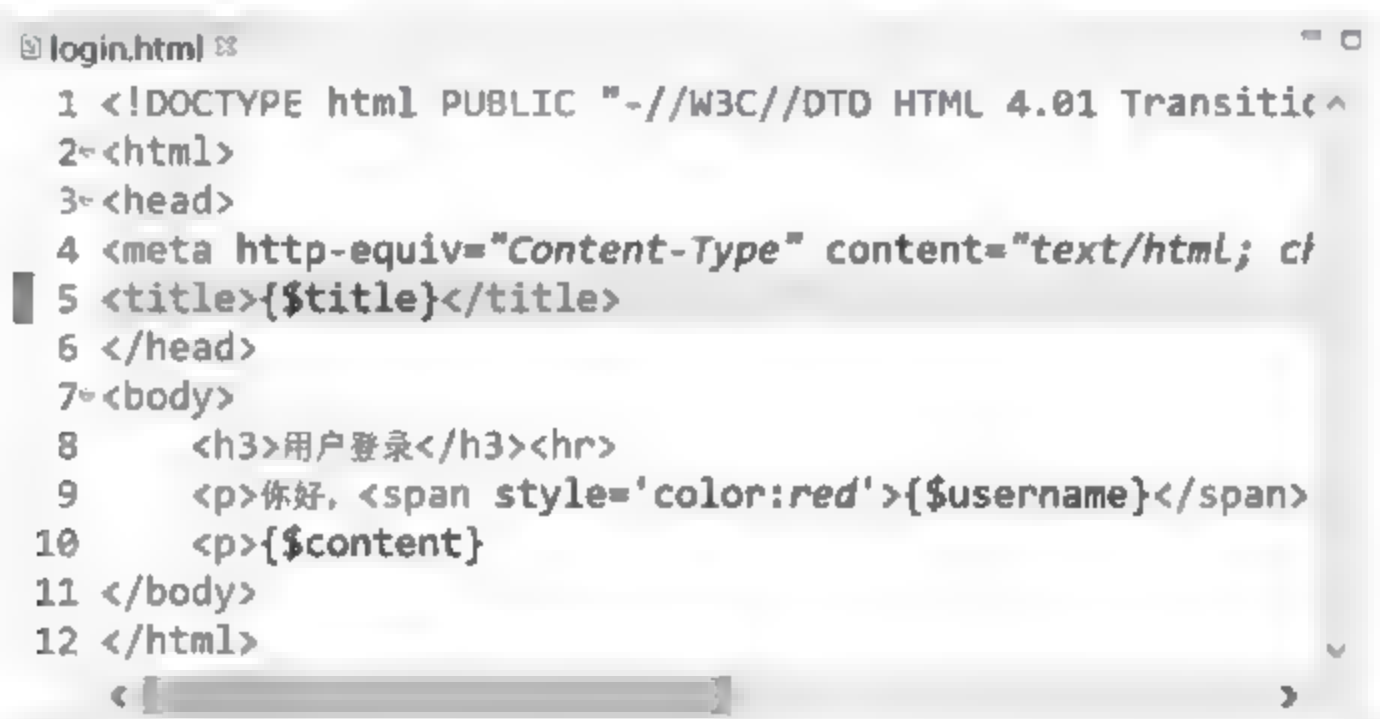 login.html
1 <!DOCTYPE html PUBLIC "-//W3C//DTD HTML 4.01 Transitic
2 <html>
3 <head>
4 <meta http-equiv="Content-Type" content="text/html; ch
5 <title>{$title}</title>
6 </head>
7 <body>
8 <h3>用户登录</h3><hr>
9 <p>你好，<span style='color:red'>{$username}</span>
10 <p>{$content}
11 </body>
12 </html>